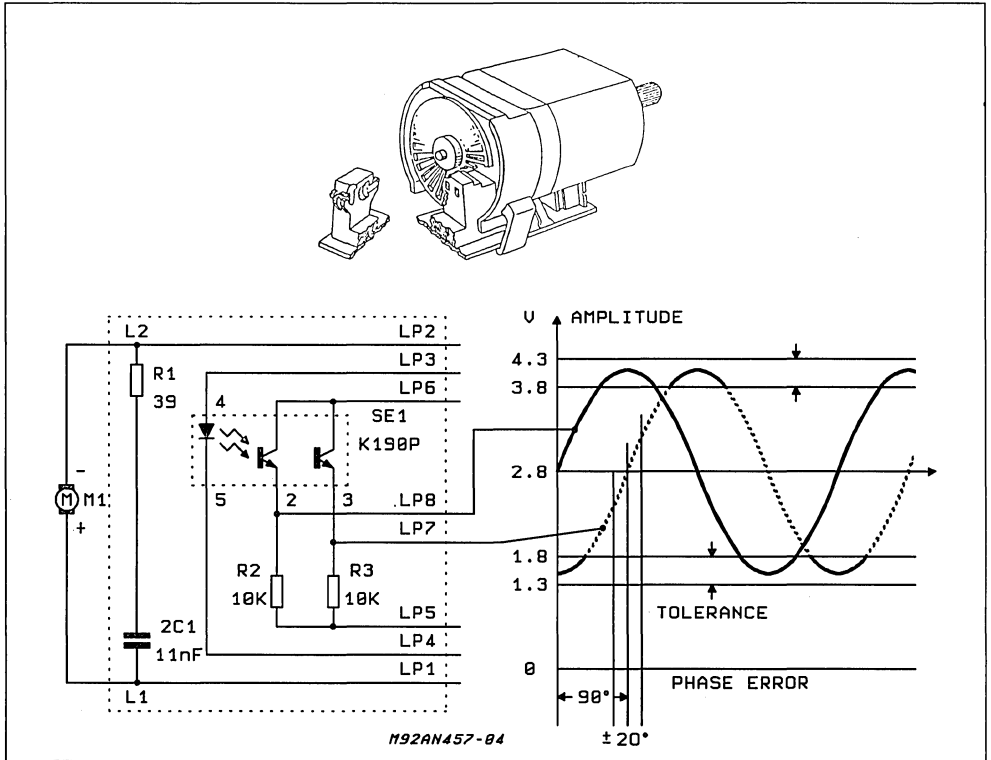 L2
LP2
R1
39
4
LP3
LP6
SE1
K190P
-
M
M1
+
5
2
3
LP8
LP7
R2
10K
R3
10K
LP5
2C1
11nF
LP4
LP1
L1
V
AMPLITUDE
4.3
3.8
2.8
1.8
1.3
TOLERANCE
0
PHASE ERROR
90°
±20°
M92AN457-04